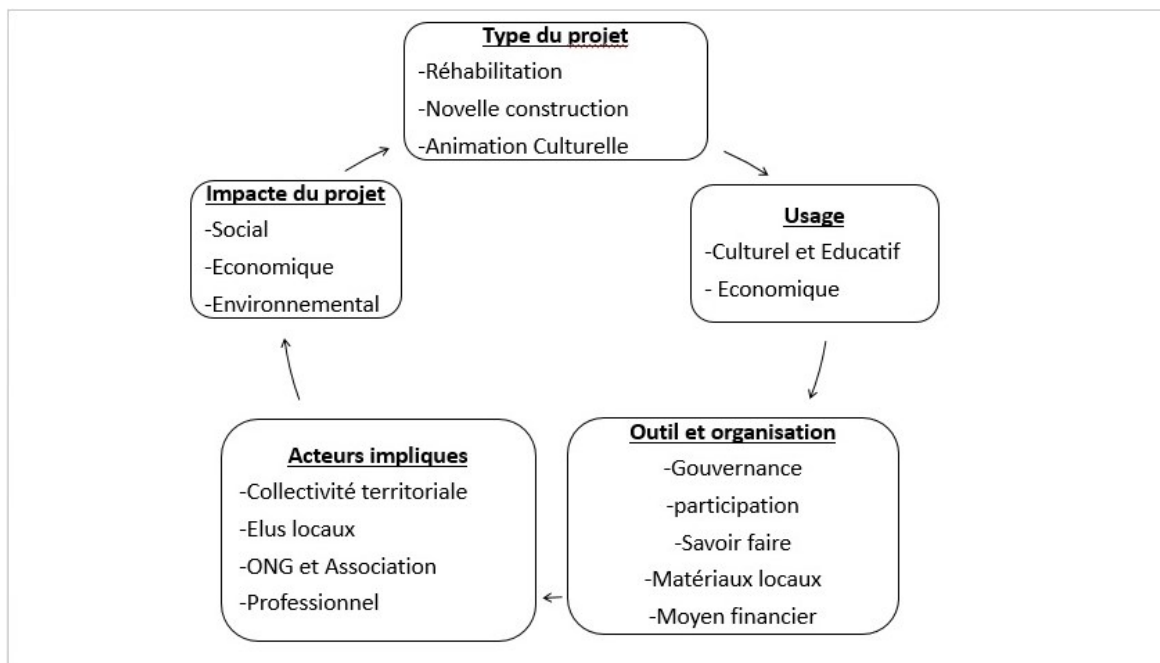 Type du projet
-Réhabilitation
-Novelle construction
-Animation Culturelle
Usage
-Culturel et Educatif
- Economique
Outil et organisation
-Gouvernance
-participation
-Savoir faire
-Matériaux locaux
-Moyen financier
Acteurs impliques
-Collectivité territoriale
-Elus locaux
-ONG et Association
-Professionnel
Impacte du projet
-Social
-Economique
-Environnemental